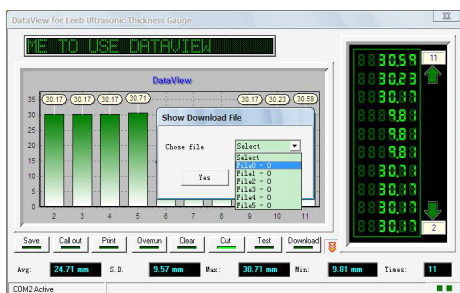 DataView for Leeb Ultrasonic Thickness Gauge
ME TO USE DATAVIEW
DataView
35
30
25
20
15
10
5
0
30.17 30.17 30.17 30.71 30.17 30.23 30.59
2 3 4 5 6 7 8 9 10 11
Show Download File
Chose file
Select
Select
File0 - 0
File1 - 0
File2 - 0
File3 - 0
File4 - 0
File5 - 0
Yes
30.59
30.23
30.17
9.81
9.81
9.81
30.71
30.17
30.17
30.17
11
2
Save Call out Print Overrun Clear Cut Test Download
Avg: 24.71 mm S.D. 9.57 mm Max: 30.71 mm Min: 9.81 mm Times: 11
COM2 Active